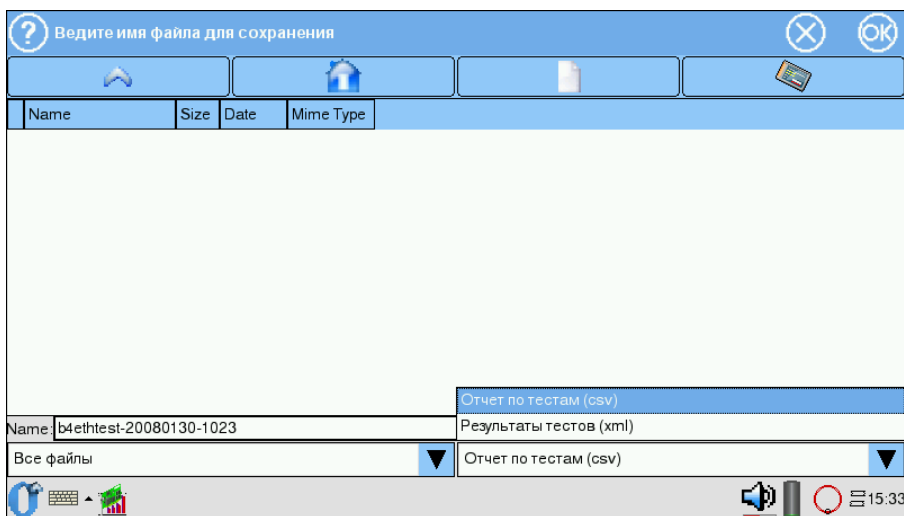 ? Ведите имя файла для сохранения OK
Name Size Date Mime Type
Отчет по тестам (csv)
Name: b4ethtest-20080130-1023
Результаты тестов (xml)
Все файлы
Отчет по тестам (csv)
15:33